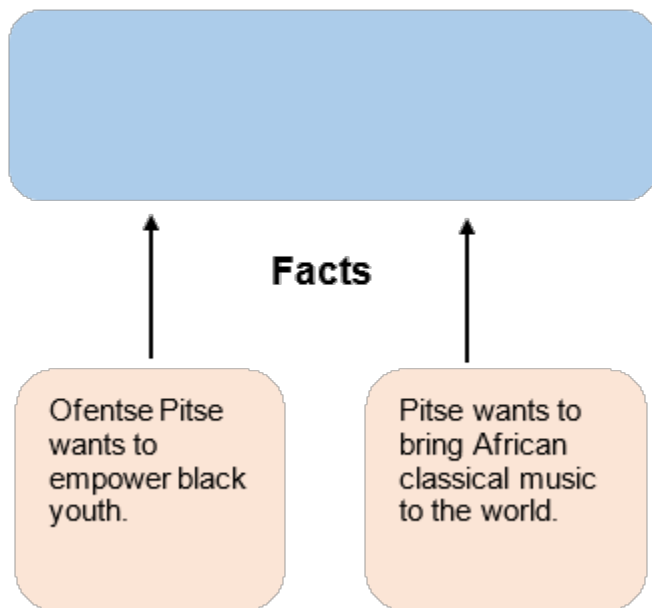 Facts
Ofentse Pitse
wants to
empower black
youth.
Pitse wants to
bring African
classical music
to the world.